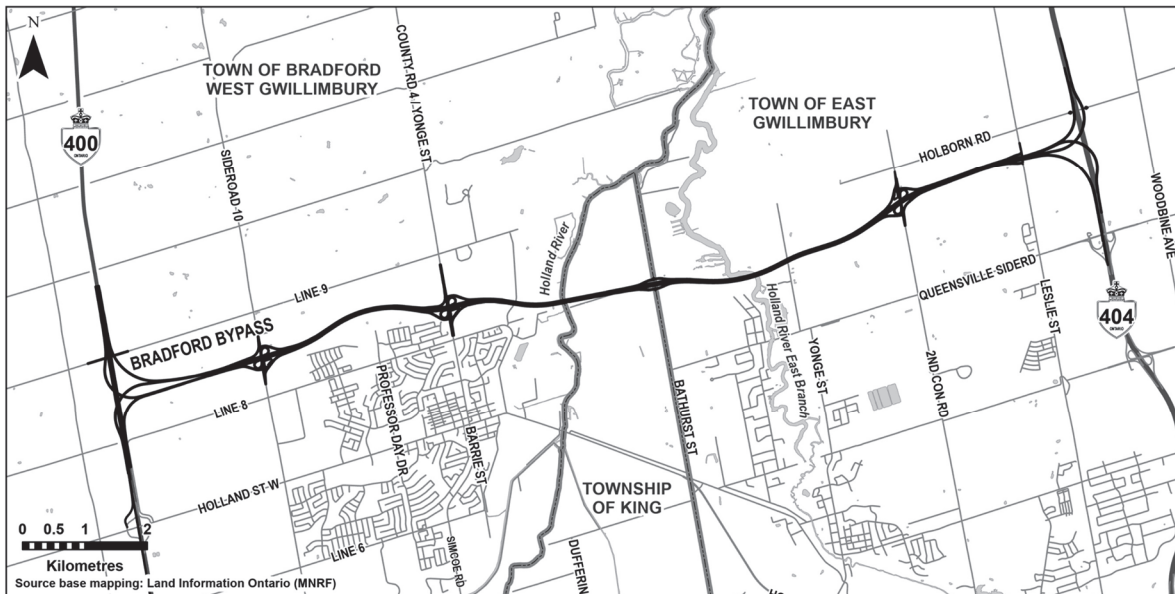 N
400
ONTARIO
TOWN OF BRADFORD
WEST GWILLIMBURY
COUNTY RD 4 / YONGE ST
SIDEROAD 10
LINE 9
BRADFORD BYPASS
LINE 8
HOLLAND ST W
LINE 6
PROFESSOR DAY DR
BARRIE ST
SIMCOE RD
Holland River
TOWN OF EAST
GWILLIMBURY
HOLBORN RD
WOODBINE AVE
QUEENSVILLE SIDERD
LESLIE ST
404
ONTARIO
2ND CON RD
YONGE ST
Holland River East Branch
BATHURST ST
TOWNSHIP
OF KING
DUFFERIN
0 0.5 1 2
Kilometres
Source base mapping: Land Information Ontario (MNRF)